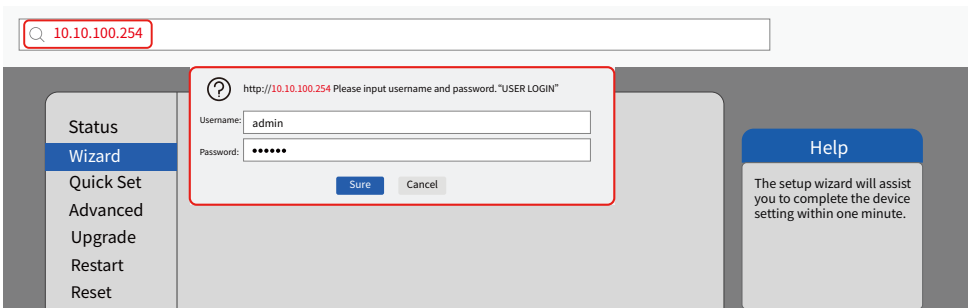 10.10.100.254
http://10.10.100.254 Please input username and password. “USER LOGIN”
Username: admin
Password: ••••••
Sure Cancel
Status
Wizard
Quick Set
Advanced
Upgrade
Restart
Reset
Help
The setup wizard will assist
you to complete the device
setting within one minute.